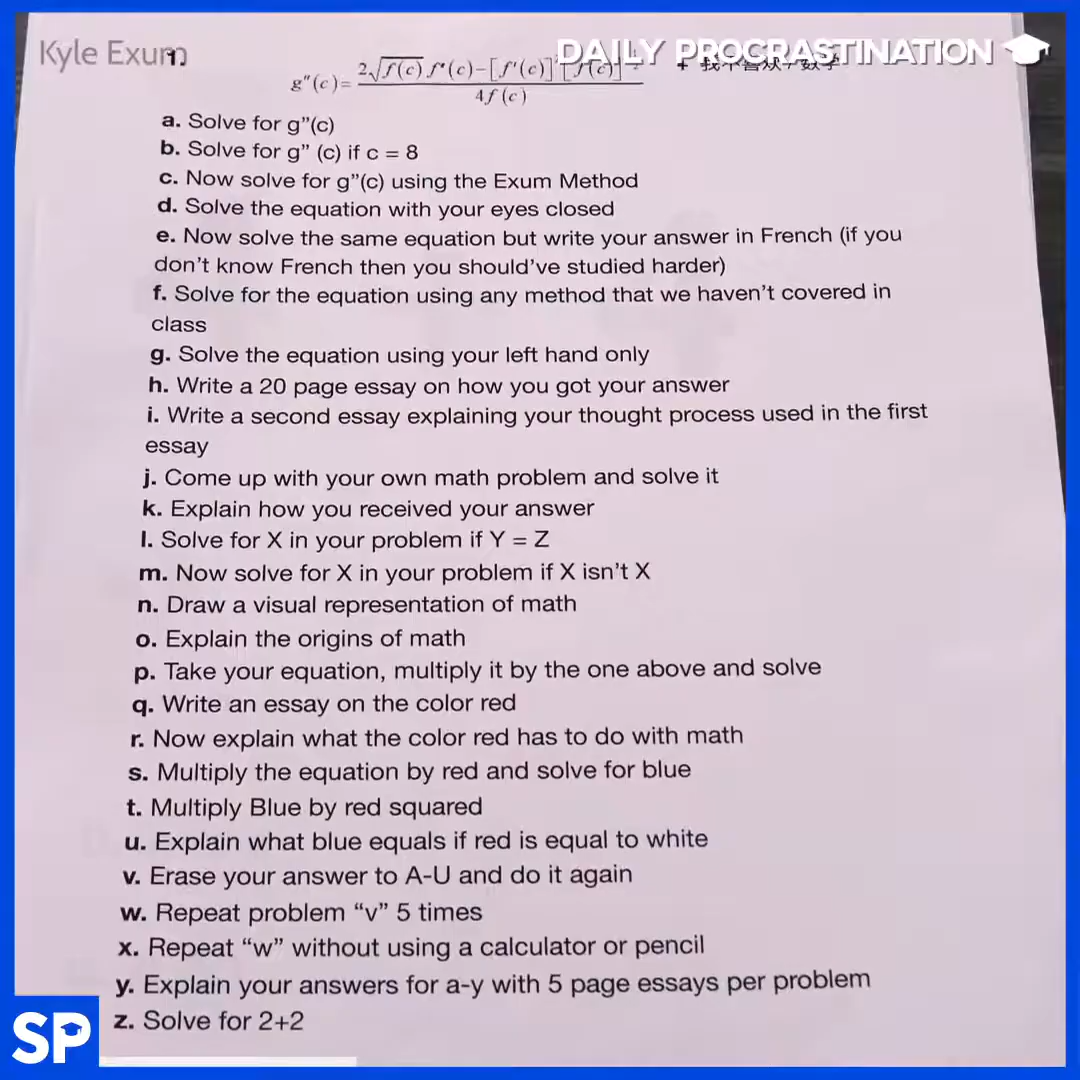 Kyle Exum
DAILY PROCRASTINATION
1.
g"(c)= 2√f(c) f"(c)-[f'(c)] [f(c)]
4f(c)
+
a. Solve for g”(c)
b. Solve for g” (c) if c = 8
c. Now solve for g”(c) using the Exum Method
d. Solve the equation with your eyes closed
e. Now solve the same equation but write your answer in French (if you
don’t know French then you should’ve studied harder)
f. Solve for the equation using any method that we haven’t covered in
class
g. Solve the equation using your left hand only
h. Write a 20 page essay on how you got your answer
i. Write a second essay explaining your thought process used in the first
essay
j. Come up with your own math problem and solve it
k. Explain how you received your answer
l. Solve for X in your problem if Y = Z
m. Now solve for X in your problem if X isn’t X
n. Draw a visual representation of math
o. Explain the origins of math
p. Take your equation, multiply it by the one above and solve
q. Write an essay on the color red
r. Now explain what the color red has to do with math
s. Multiply the equation by red and solve for blue
t. Multiply Blue by red squared
u. Explain what blue equals if red is equal to white
v. Erase your answer to A-U and do it again
w. Repeat problem “v” 5 times
x. Repeat “w” without using a calculator or pencil
y. Explain your answers for a-y with 5 page essays per problem
z. Solve for 2+2
SP